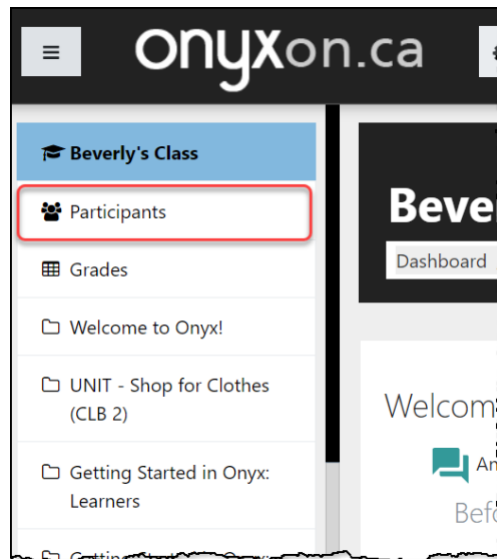 onyxon.ca
Beverly's Class
Participants
Grades
Welcome to Onyx!
UNIT - Shop for Clothes
(CLB 2)
Getting Started in Onyx:
Learners
Beve
Dashboard
Welcom
An
Befo